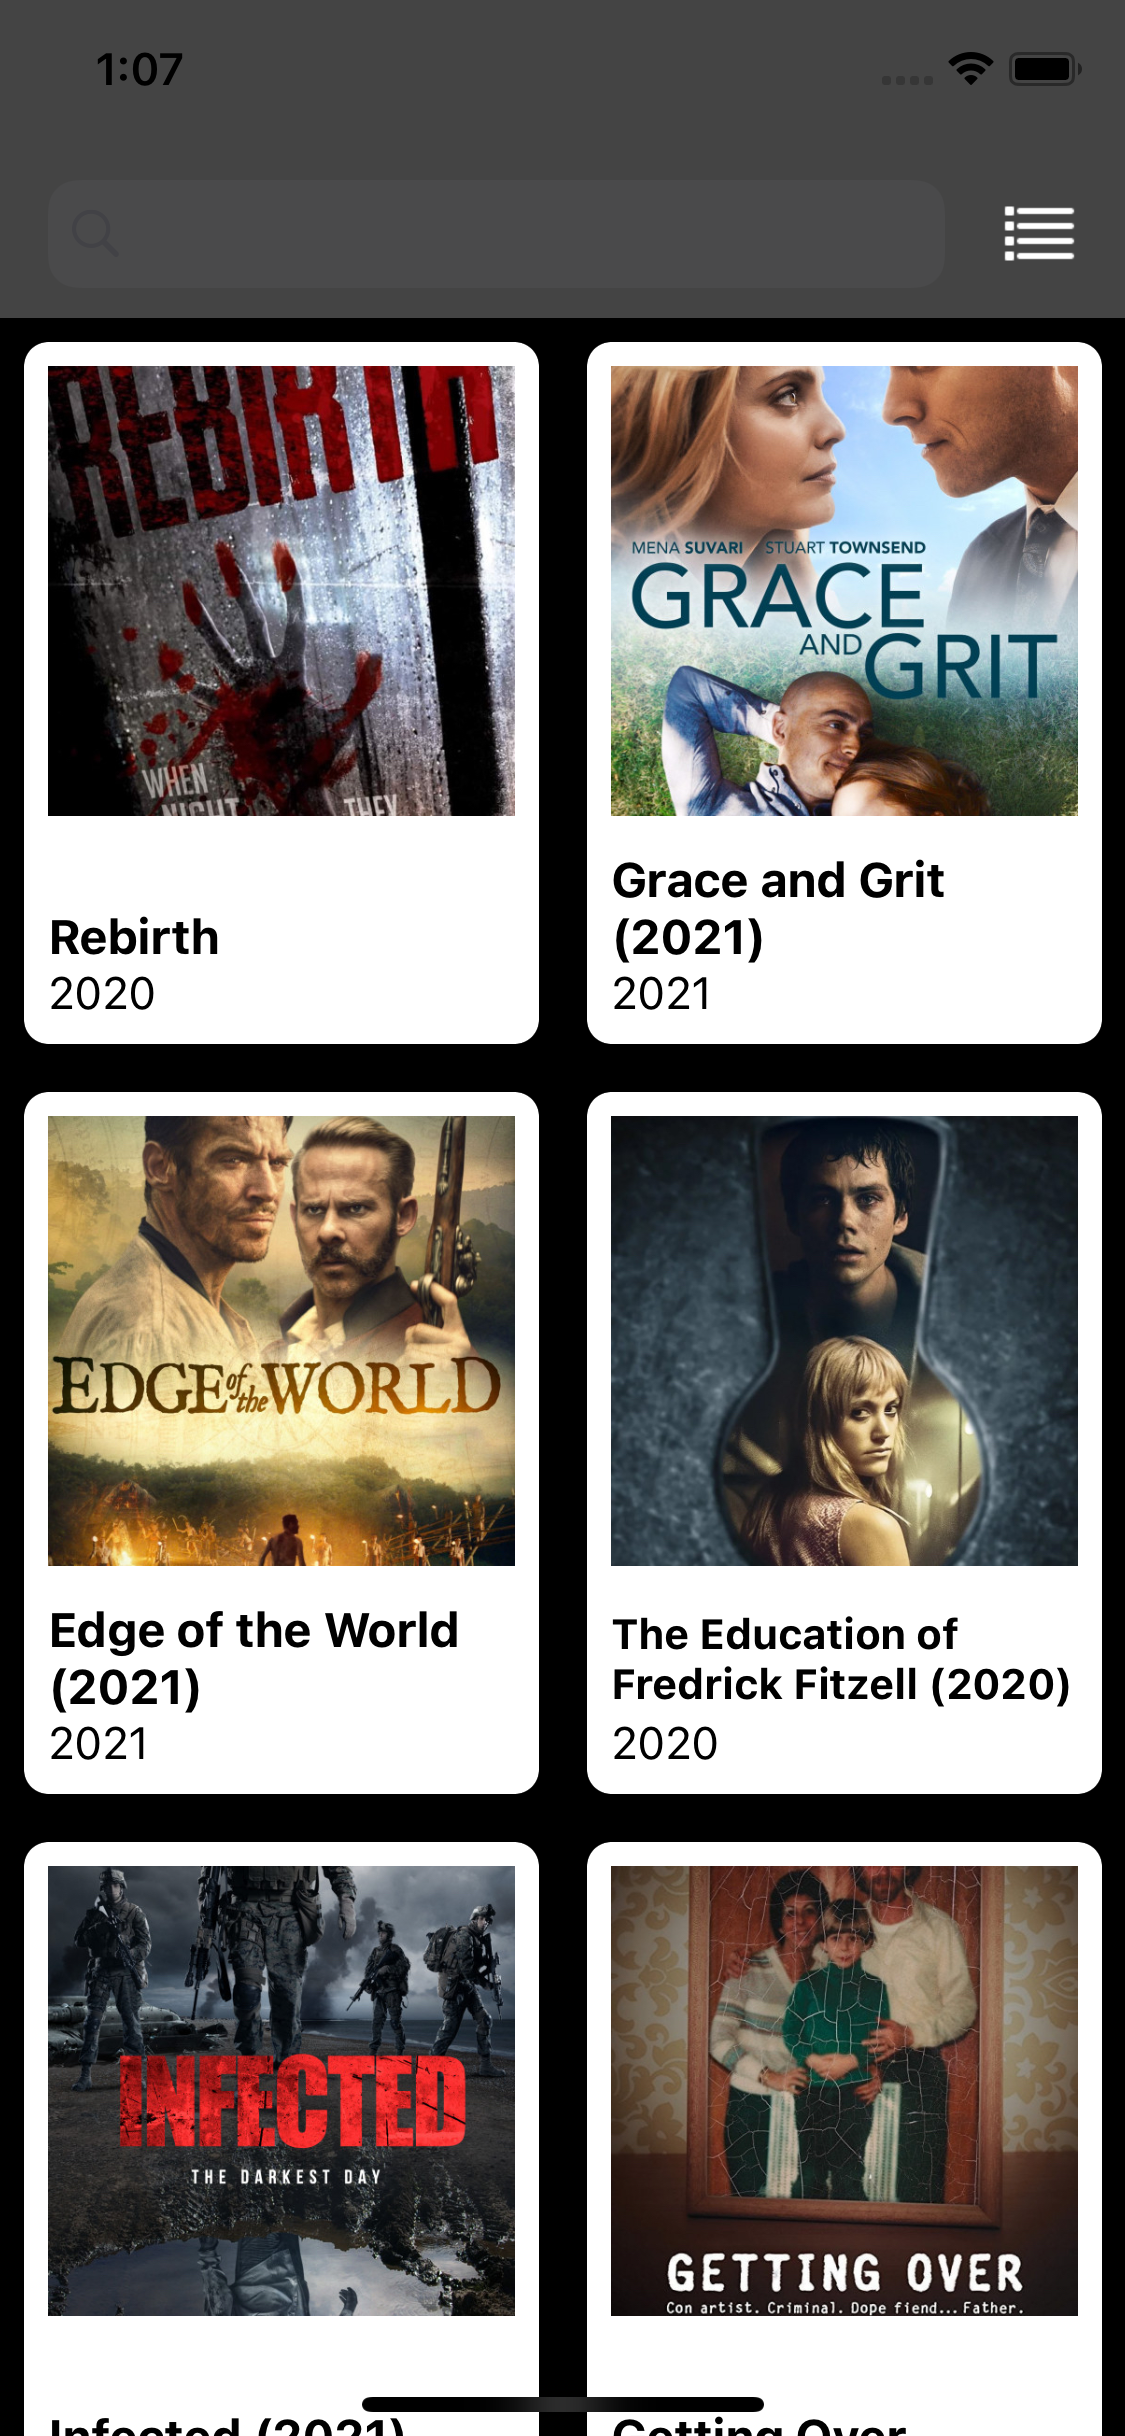 1:07
REBIRTH
WHEN
NIGHT THEY
MENA SUVARI STUART TOWNSEND
GRACE
AND GRIT
Rebirth
2020
Grace and Grit
(2021)
2021
EDGE of the WORLD
Edge of the World
(2021)
2021
The Education of
Fredrick Fitzell (2020)
2020
INFECTED
THE DARKEST DAY
GETTING OVER
Con artist. Criminal. Dope fiend... Father.
Infected (2021)
Getting Over